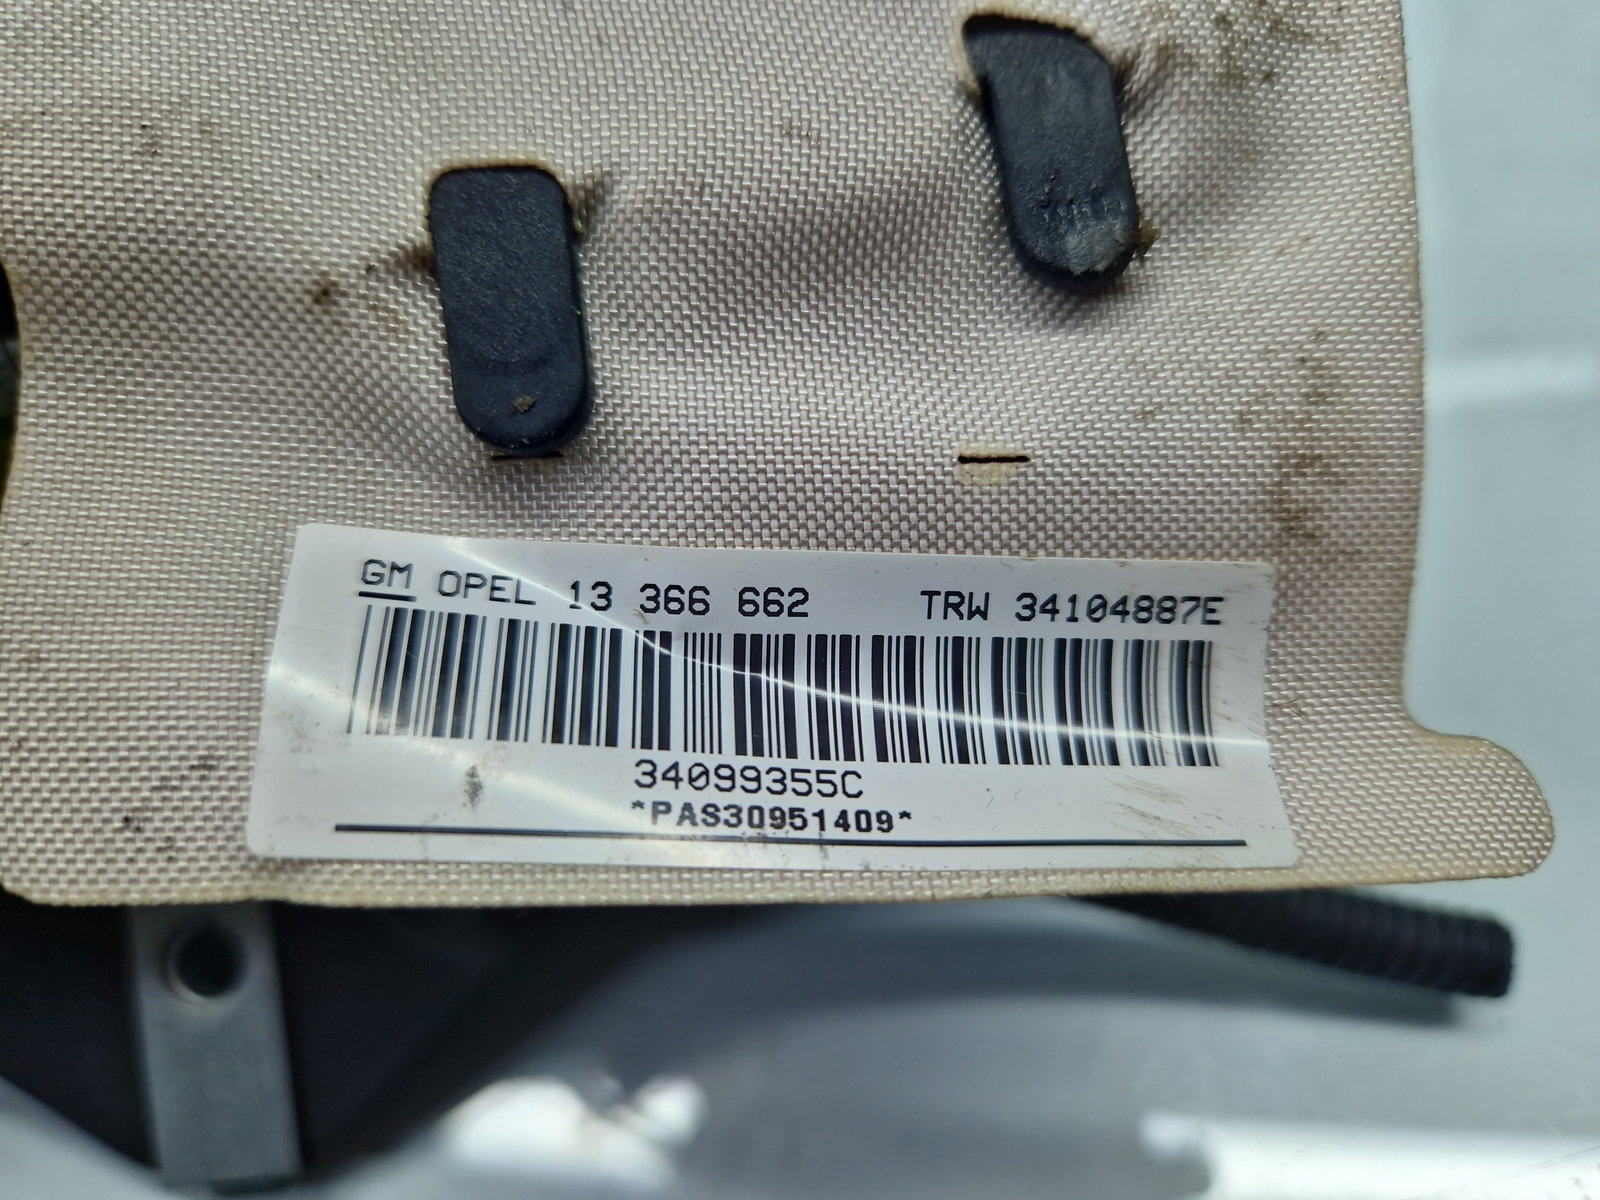 GM OPEL 13 366 662 TRW 34104887E
34099355C
*PAS30951409*